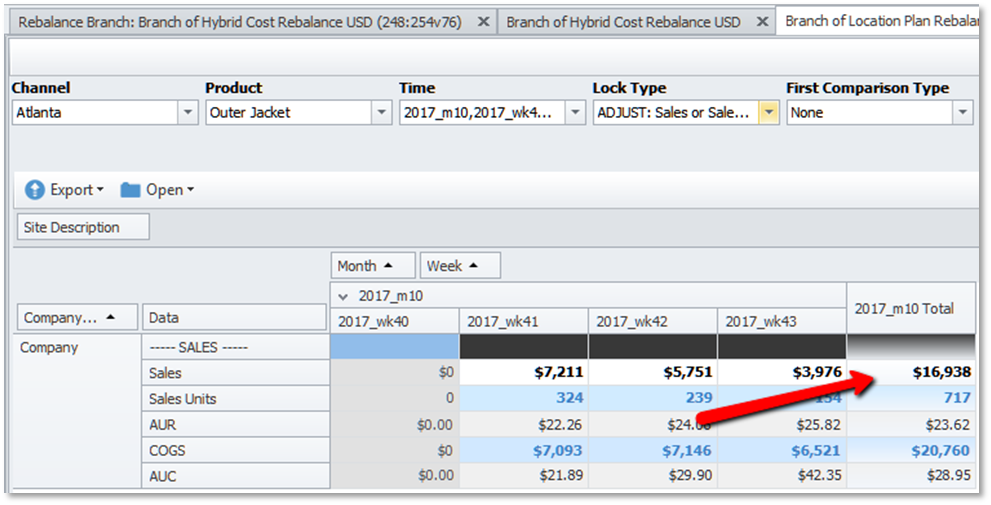 Rebalance Branch: Branch of Hybrid Cost Rebalance USD (248:254v76) Branch of Hybrid Cost Rebalance USD Branch of Location Plan Rebalan
Channel Product Time Lock Type First Comparison Type
Atlanta Outer Jacket 2017_m10,2017_wk4... ADJUST: Sales or Sale... None
Export Open
Site Description
Month Week
2017_m10
Company... Data 2017_wk40 2017_wk41 2017_wk42 2017_wk43 2017_m10 Total
Company ----- SALES -----
Sales $0 $7,211 $5,751 $3,976 $16,938
Sales Units 0 324 239 717
AUR $0.00 $22.26 $25.82 $23.62
COGS $0 $7,093 $7,146 $6,521 $20,760
AUC $0.00 $21.89 $29.90 $42.35 $28.95